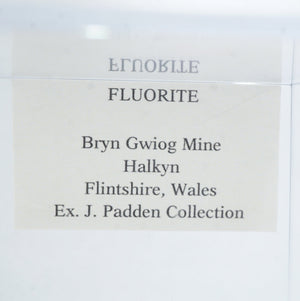 FLUORITE
Bryn Gwiog Mine
Halkyn
Flintshire, Wales
Ex. J. Padden Collection